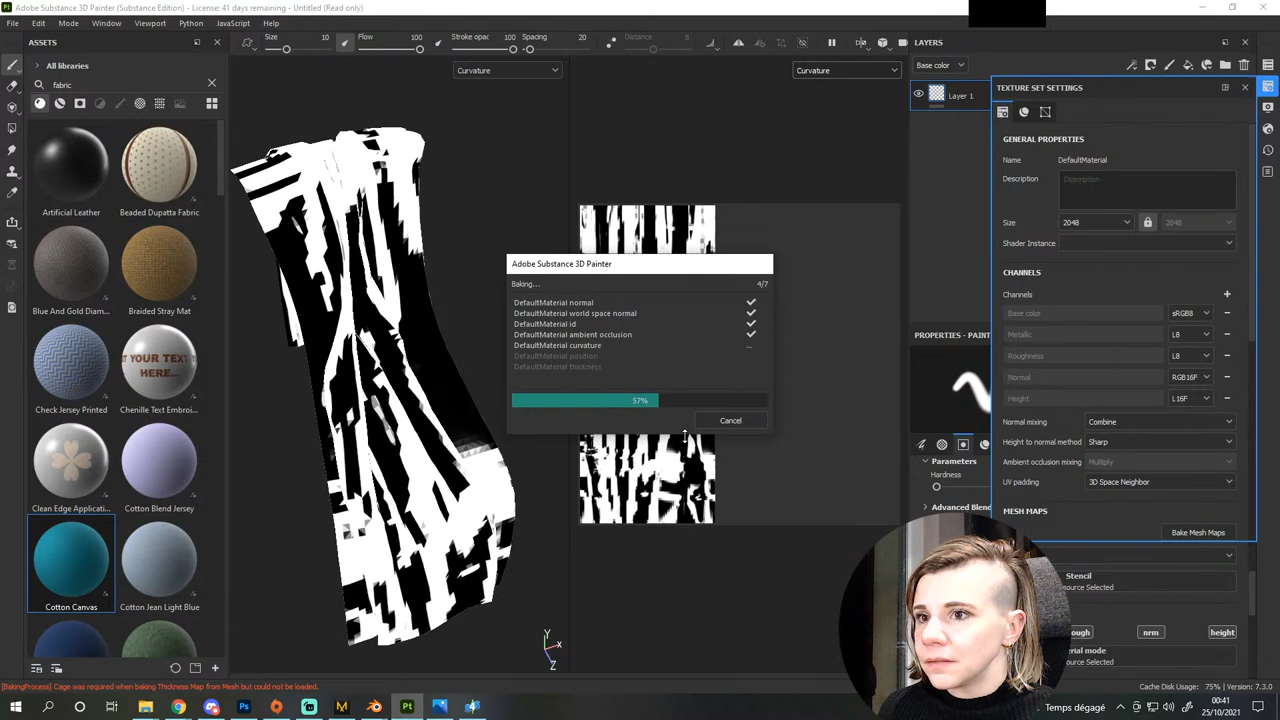 Adobe Substance 3D Painter (Substance Edition) - License: 41 days remaining - Untitled (Read only)
File Edit Mode Window Viewport Python JavaScript Help
Size 10 Flow 100 Stroke opac 100 Spacing 20 Distance 8
ASSETS
All libraries
fabric
Artificial Leather
Beaded Dupatta Fabric
Blue And Gold Diam...
Braided Stray Mat
YOUR TEXT
HERE...
Check Jersey Printed
Chenille Text Embroi...
Clean Edge Applicatio...
Cotton Blend Jersey
Cotton Canvas
Cotton Jean Light Blue
Curvature
Curvature
Y
X
Z
Adobe Substance 3D Painter
Baking... 4/7
DefaultMaterial normal
DefaultMaterial world space normal
DefaultMaterial id
DefaultMaterial ambient occlusion
DefaultMaterial curvature ...
DefaultMaterial position
DefaultMaterial thickness
57%
Cancel
LAYERS
Base color
Layer 1
PROPERTIES - PAINT
Parameters
Hardness
Advanced Blend
TEXTURE SET SETTINGS
GENERAL PROPERTIES
Name DefaultMaterial
Description Description
Size 2048 2048
Shader Instance
CHANNELS
Channels
Base color sRGB8
Metallic L8
Roughness L8
Normal RGB16F
Height L16F
Normal mixing Combine
Height to normal method Sharp
Ambient occlusion mixing Multiply
UV padding 3D Space Neighbor
MESH MAPS
Bake Mesh Maps
Stencil
nrm height
[BakingProcess] Cage was required when baking Thickness Map from Mesh but could not be loaded.
Cache Disk Usage: 75% | Version: 7.3.0
Temps dégagé
00:41
25/10/2021